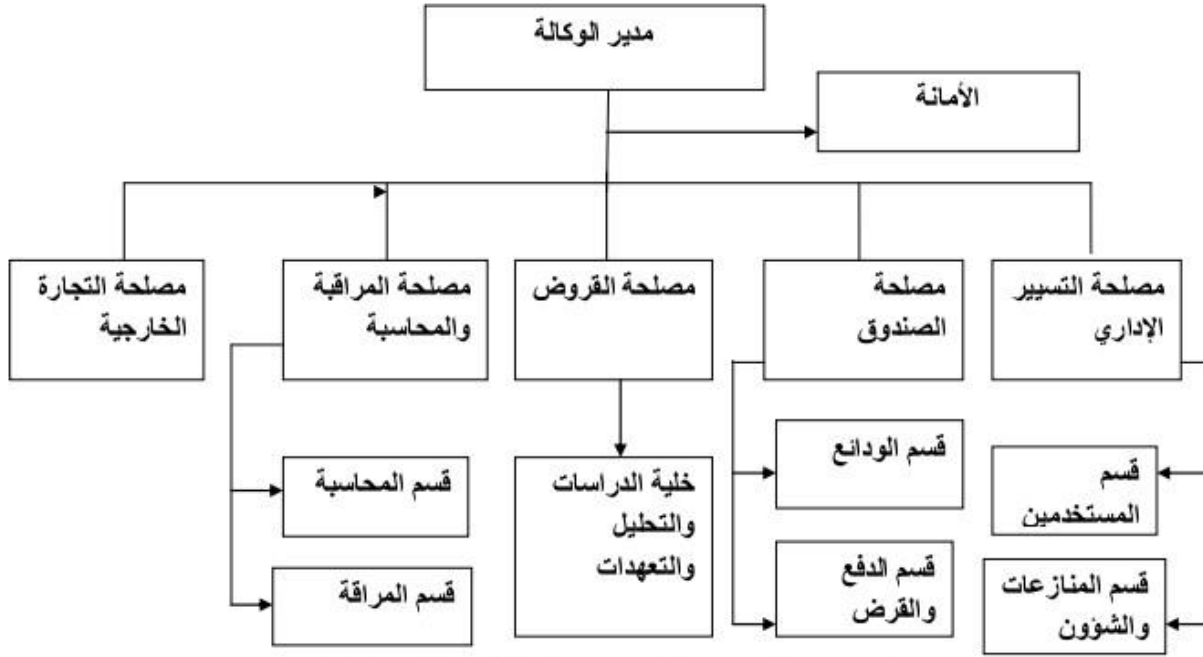 مدير الوكالة
الأمانة
مصلحة التسيير
الإداري
مصلحة
الصندوق
مصلحة القروض
مصلحة المراقبة
والمحاسبة
مصلحة التجارة
الخارجية
قسم
المستخدمين
قسم المنازعات
والشؤون
قسم الودائع
قسم الدفع
والقرض
خلية الدراسات
والتحليل
والتعهدات
قسم المحاسبة
قسم المراقة